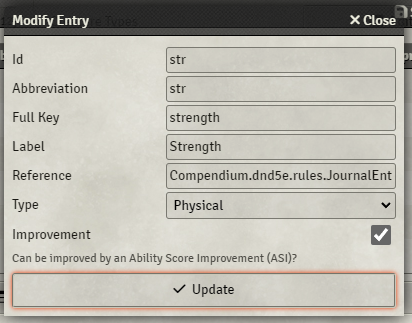 Modify Entry
Close
Id
str
Abbreviation
str
Full Key
strength
Label
Strength
Reference
Compendium.dnd5e.rules.JournalEnt
Type
Physical
Improvement
Can be improved by an Ability Score Improvement (ASI)?
Update